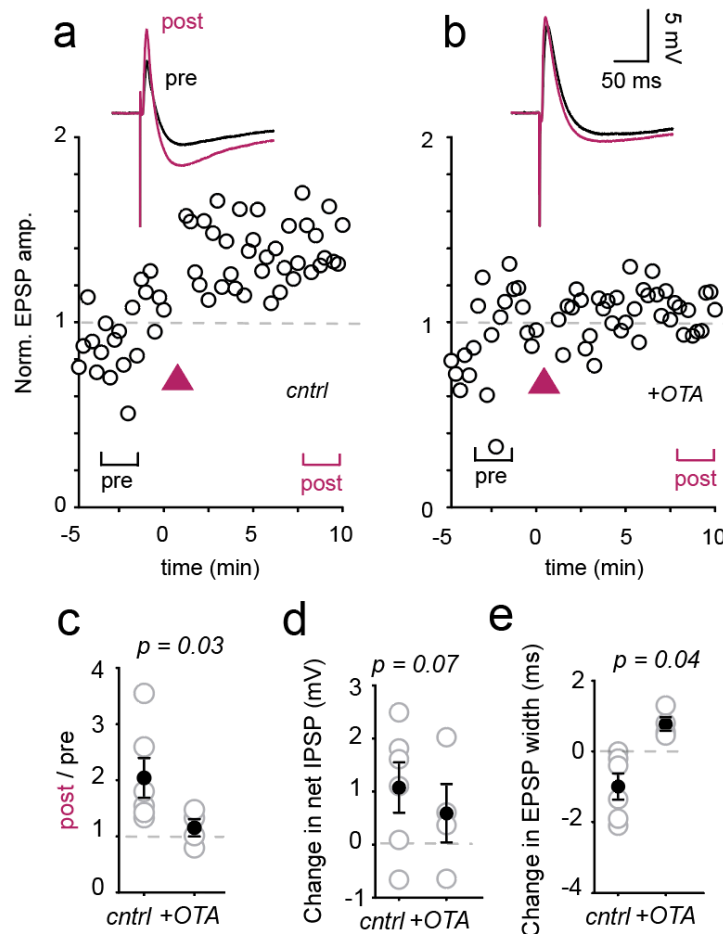 a
post
pre
b
5 mV
50 ms
Norm. EPSP amp.
2
1
0
cntrl
pre
post
-5
0
5
10
time (min)
2
1
0
+OTA
pre
post
-5
0
5
10
time (min)
c
p = 0.03
post / pre
4
3
2
1
0
cntrl +OTA
d
p = 0.07
Change in net IPSP (mV)
3
2
1
0
-1
cntrl +OTA
e
p = 0.04
Change in EPSP width (ms)
2
0
-2
-4
cntrl +OTA